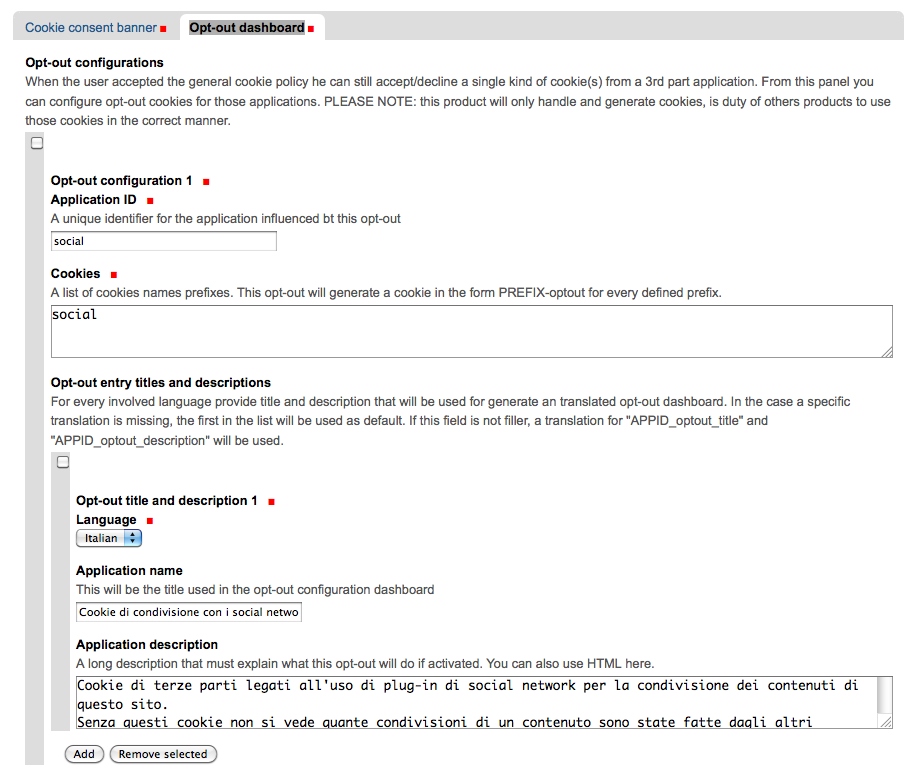 Cookie consent banner
Opt-out dashboard
Opt-out configurations
When the user accepted the general cookie policy he can still accept/decline a single kind of cookie(s) from a 3rd part application. From this panel you
can configure opt-out cookies for those applications. PLEASE NOTE: this product will only handle and generate cookies, is duty of others products to use
those cookies in the correct manner.
Opt-out configuration 1
Application ID
A unique identifier for the application influenced bt this opt-out
social
Cookies
A list of cookies names prefixes. This opt-out will generate a cookie in the form PREFIX-optout for every defined prefix.
social
Opt-out entry titles and descriptions
For every involved language provide title and description that will be used for generate an translated opt-out dashboard. In the case a specific
translation is missing, the first in the list will be used as default. If this field is not filler, a translation for "APPID_optout_title" and
"APPID_optout_description" will be used.
Opt-out title and description 1
Language
Italian
Application name
This will be the title used in the opt-out configuration dashboard
Cookie di condivisione con i social netwo
Application description
A long description that must explain what this opt-out will do if activated. You can also use HTML here.
Cookie di terze parti legati all'uso di plug-in di social network per la condivisione dei contenuti di
questo sito.
Senza questi cookie non si vede quante condivisioni di un contenuto sono state fatte dagli altri
Add
Remove selected